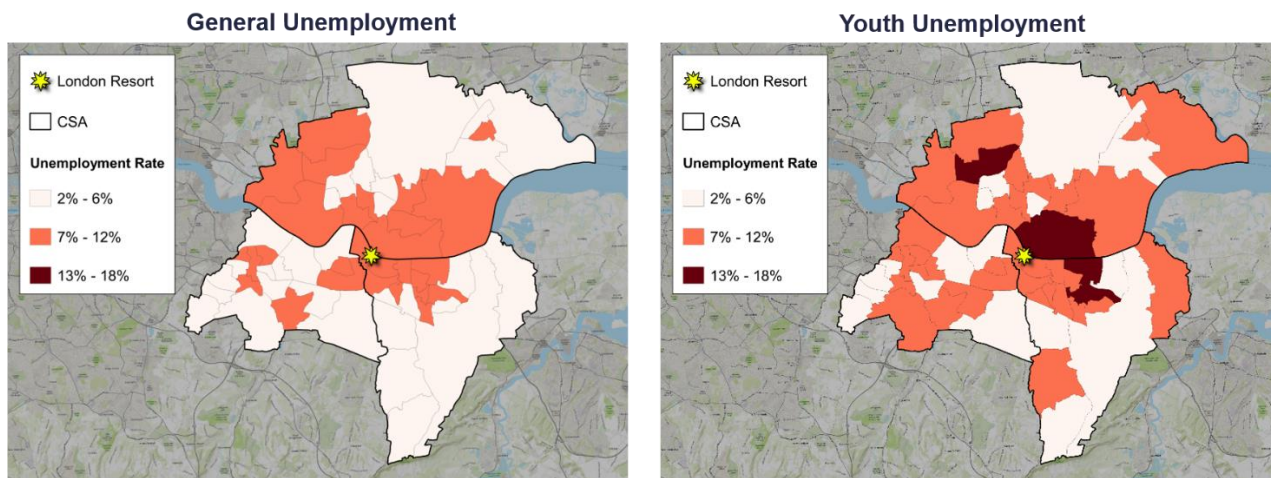 General Unemployment
London Resort
CSA
Unemployment Rate
2% - 6%
7% - 12%
13% - 18%
Youth Unemployment
London Resort
CSA
Unemployment Rate
2% - 6%
7% - 12%
13% - 18%